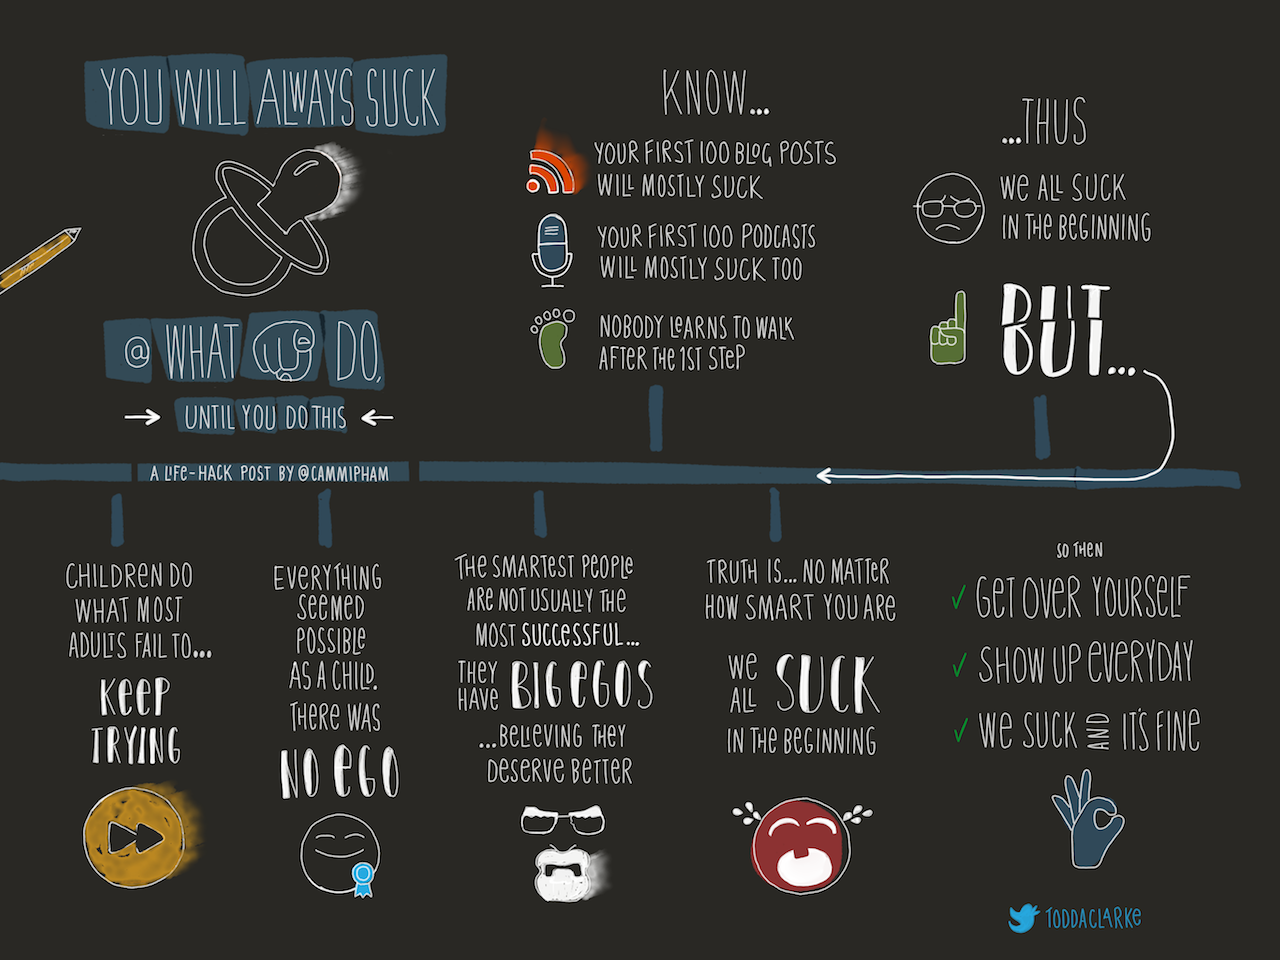 YOU WILL ALWAYS SUCK
@ WHAT DO,
UNTIL YOU DO THIS
A LIFE-HACK POST BY @CAMMIPHAM
KNOW...
YOUR FIRST 100 BLOG POSTS
WILL MOSTLY SUCK
YOUR FIRST 100 PODCASTS
WILL MOSTLY SUCK TOO
NOBODY LEARNS TO WALK
AFTER THE 1ST STEP
...THUS
WE ALL SUCK
IN THE BEGINNING
BUT...
CHILDREN DO
WHAT MOST
ADULTS FAIL TO...
KEEP
TRYING
EVERYTHING
SEEMED
POSSIBLE
AS A CHILD.
THERE WAS
NO EGO
THE SMARTEST PEOPLE
ARE NOT USUALLY THE
MOST SUCCESSFUL...
THEY
HAVE BIG EGOS
...BELIEVING THEY
DESERVE BETTER
TRUTH IS... NO MATTER
HOW SMART YOU ARE
WE
ALL SUCK
IN THE BEGINNING
SO THEN
✓ GET OVER YOURSELF
✓ SHOW UP EVERYDAY
✓ WE SUCK AND IT'S FINE
TODDACLARKE